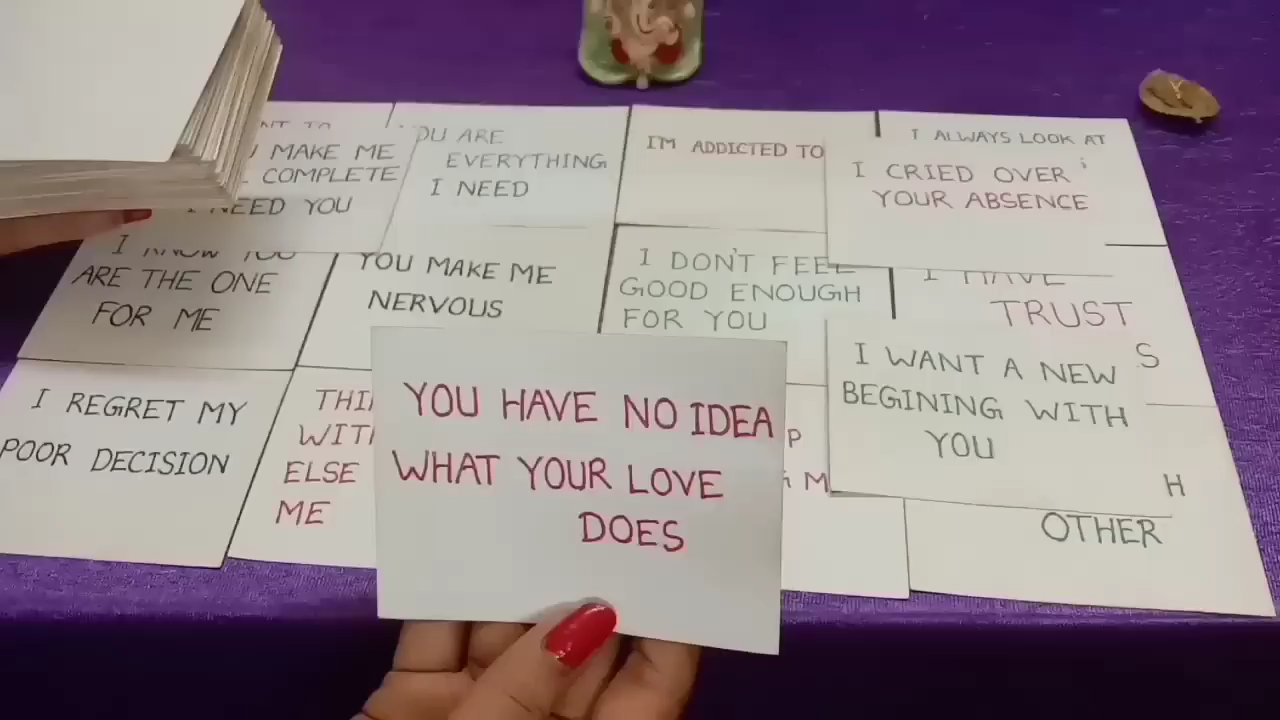 MAKE ME
COMPLETE
I NEED YOU
YOU ARE
EVERYTHING
I NEED
I'M ADDICTED TO
I ALWAYS LOOK AT
I CRIED OVER
YOUR ABSENCE
I KNOW YOU
ARE THE ONE
FOR ME
YOU MAKE ME
NERVOUS
I DON'T FEEL
GOOD ENOUGH
FOR YOU
I HAVE
TRUST
S
I WANT A NEW
BEGINING WITH
YOU
I REGRET MY
POOR DECISION
ELSE
ME
YOU HAVE NO IDEA
WHAT YOUR LOVE
DOES
P
M
H
OTHER